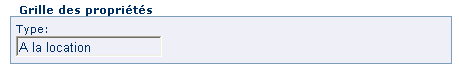 Grille des propriétés
Type:
A la location